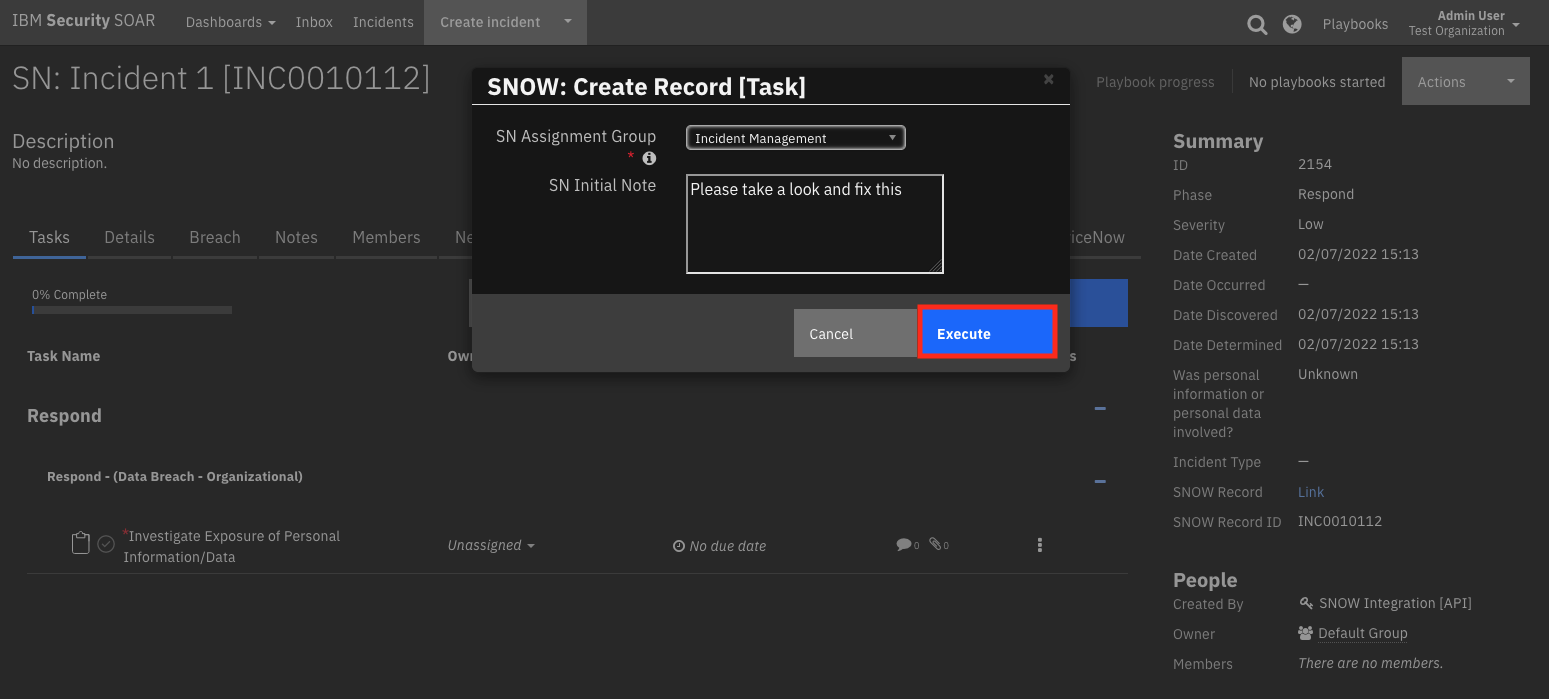 IBM Security SOAR
Dashboards
Inbox
Incidents
Create incident
Playbooks
Admin User
Test Organization
SN: Incident 1 [INC0010112]
Playbook progress
No playbooks started
Actions
Description
No description.
SNOW: Create Record [Task]
SN Assignment Group
*
Incident Management
SN Initial Note
Please take a look and fix this
Cancel
Execute
Tasks
Details
Breach
Notes
Members
Ne
iceNow
0% Complete
Task Name
Ow
s
Respond
Respond - (Data Breach - Organizational)
*Investigate Exposure of Personal
Information/Data
Unassigned
No due date
0
0
Summary
ID 2154
Phase Respond
Severity Low
Date Created 02/07/2022 15:13
Date Occurred —
Date Discovered 02/07/2022 15:13
Date Determined 02/07/2022 15:13
Was personal Unknown
information or
personal data
involved?
Incident Type —
SNOW Record Link
SNOW Record ID INC0010112
People
Created By SNOW Integration [API]
Owner Default Group
Members There are no members.